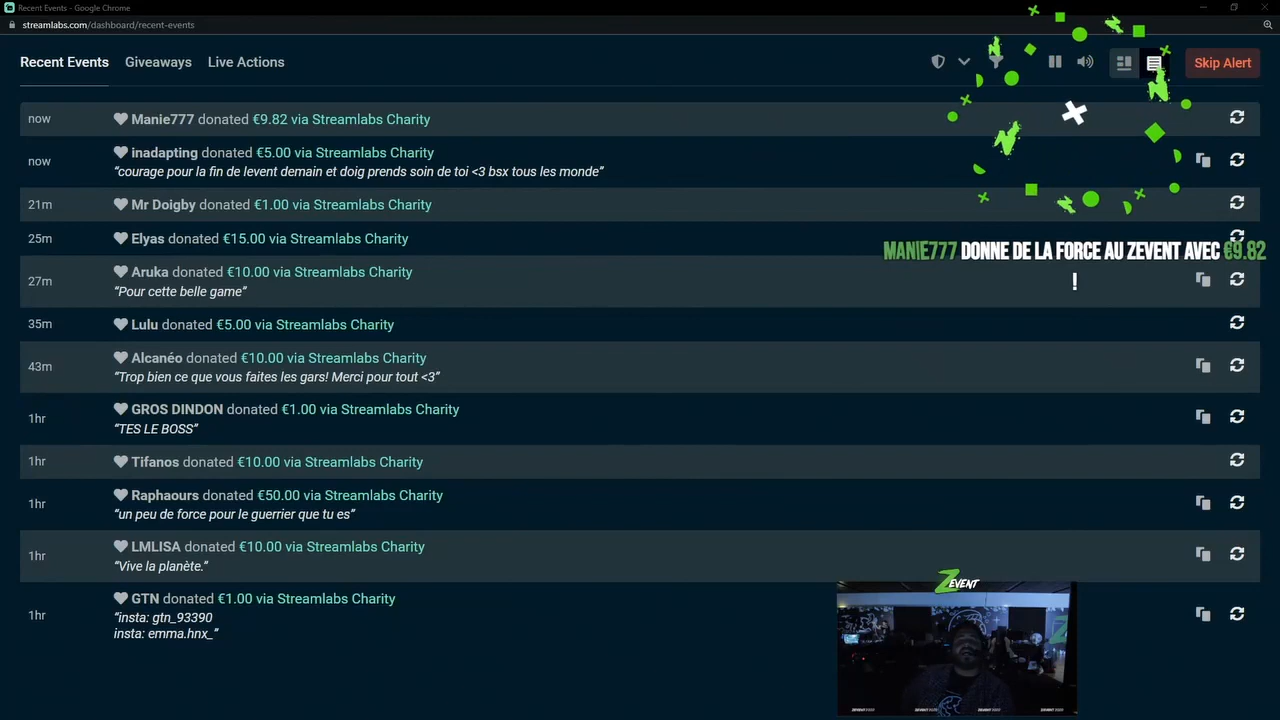 Recent Events - Google Chrome
streamlabs.com/dashboard/recent-events
Recent Events Giveaways Live Actions Skip Alert
now Manie777 donated €9.82 via Streamlabs Charity
now inadapting donated €5.00 via Streamlabs Charity
“courage pour la fin de levent demain et doig prends soin de toi <3 bsx tous les monde”
21m Mr Doigby donated €1.00 via Streamlabs Charity
25m Elyas donated €15.00 via Streamlabs Charity
MANIE777 DONNE DE LA FORCE AU ZEVENT AVEC €9.82
!
27m Aruka donated €10.00 via Streamlabs Charity
“Pour cette belle game”
35m Lulu donated €5.00 via Streamlabs Charity
43m Alcanéo donated €10.00 via Streamlabs Charity
“Trop bien ce que vous faites les gars! Merci pour tout <3”
1hr GROS DINDON donated €1.00 via Streamlabs Charity
“TES LE BOSS”
1hr Tifanos donated €10.00 via Streamlabs Charity
1hr Raphaours donated €50.00 via Streamlabs Charity
“un peu de force pour le guerrier que tu es”
1hr LMLISA donated €10.00 via Streamlabs Charity
“Vive la planète.”
1hr GTN donated €1.00 via Streamlabs Charity
“insta: gtn_93390
insta: emma.hnx_”
ZEVENT